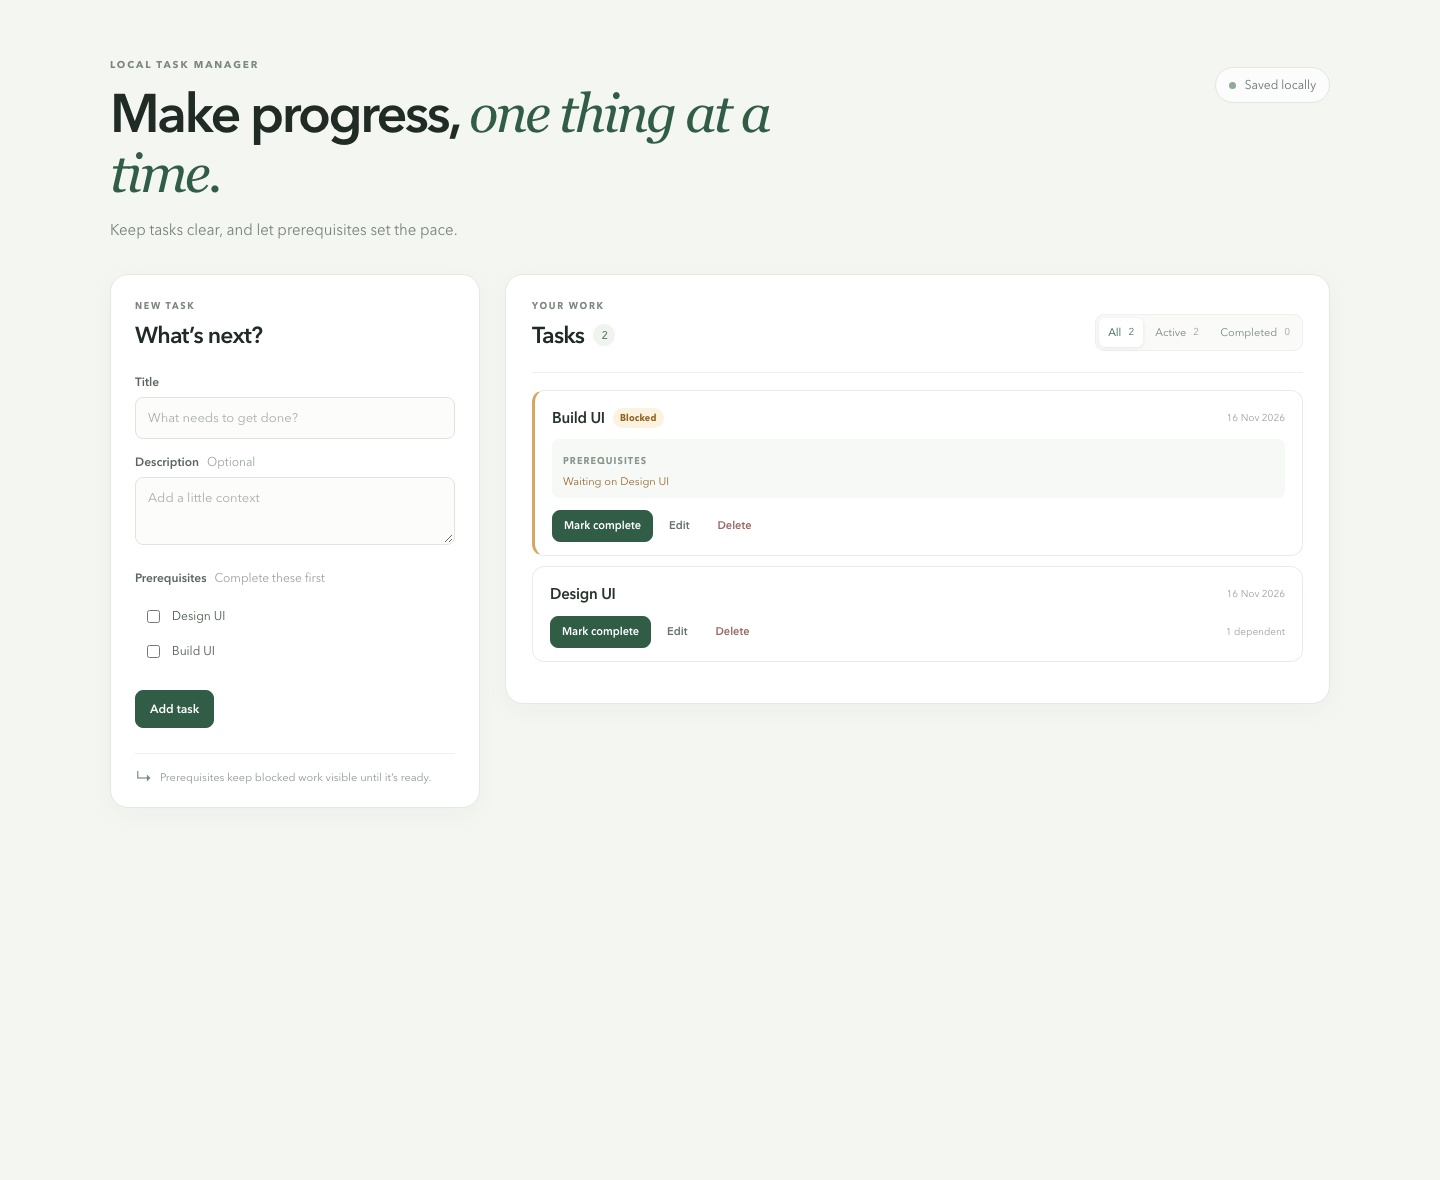 LOCAL TASK MANAGER
Make progress, one thing at a
time.
Keep tasks clear, and let prerequisites set the pace.
Saved locally
NEW TASK
What’s next?
Title
What needs to get done?
Description Optional
Add a little context
Prerequisites Complete these first
Design UI
Build UI
Add task
Prerequisites keep blocked work visible until it’s ready.
YOUR WORK
Tasks 2
All 2 Active 2 Completed 0
Build UI Blocked 16 Nov 2026
PREREQUISITES
Waiting on Design UI
Mark complete Edit Delete
Design UI 16 Nov 2026
Mark complete Edit Delete 1 dependent